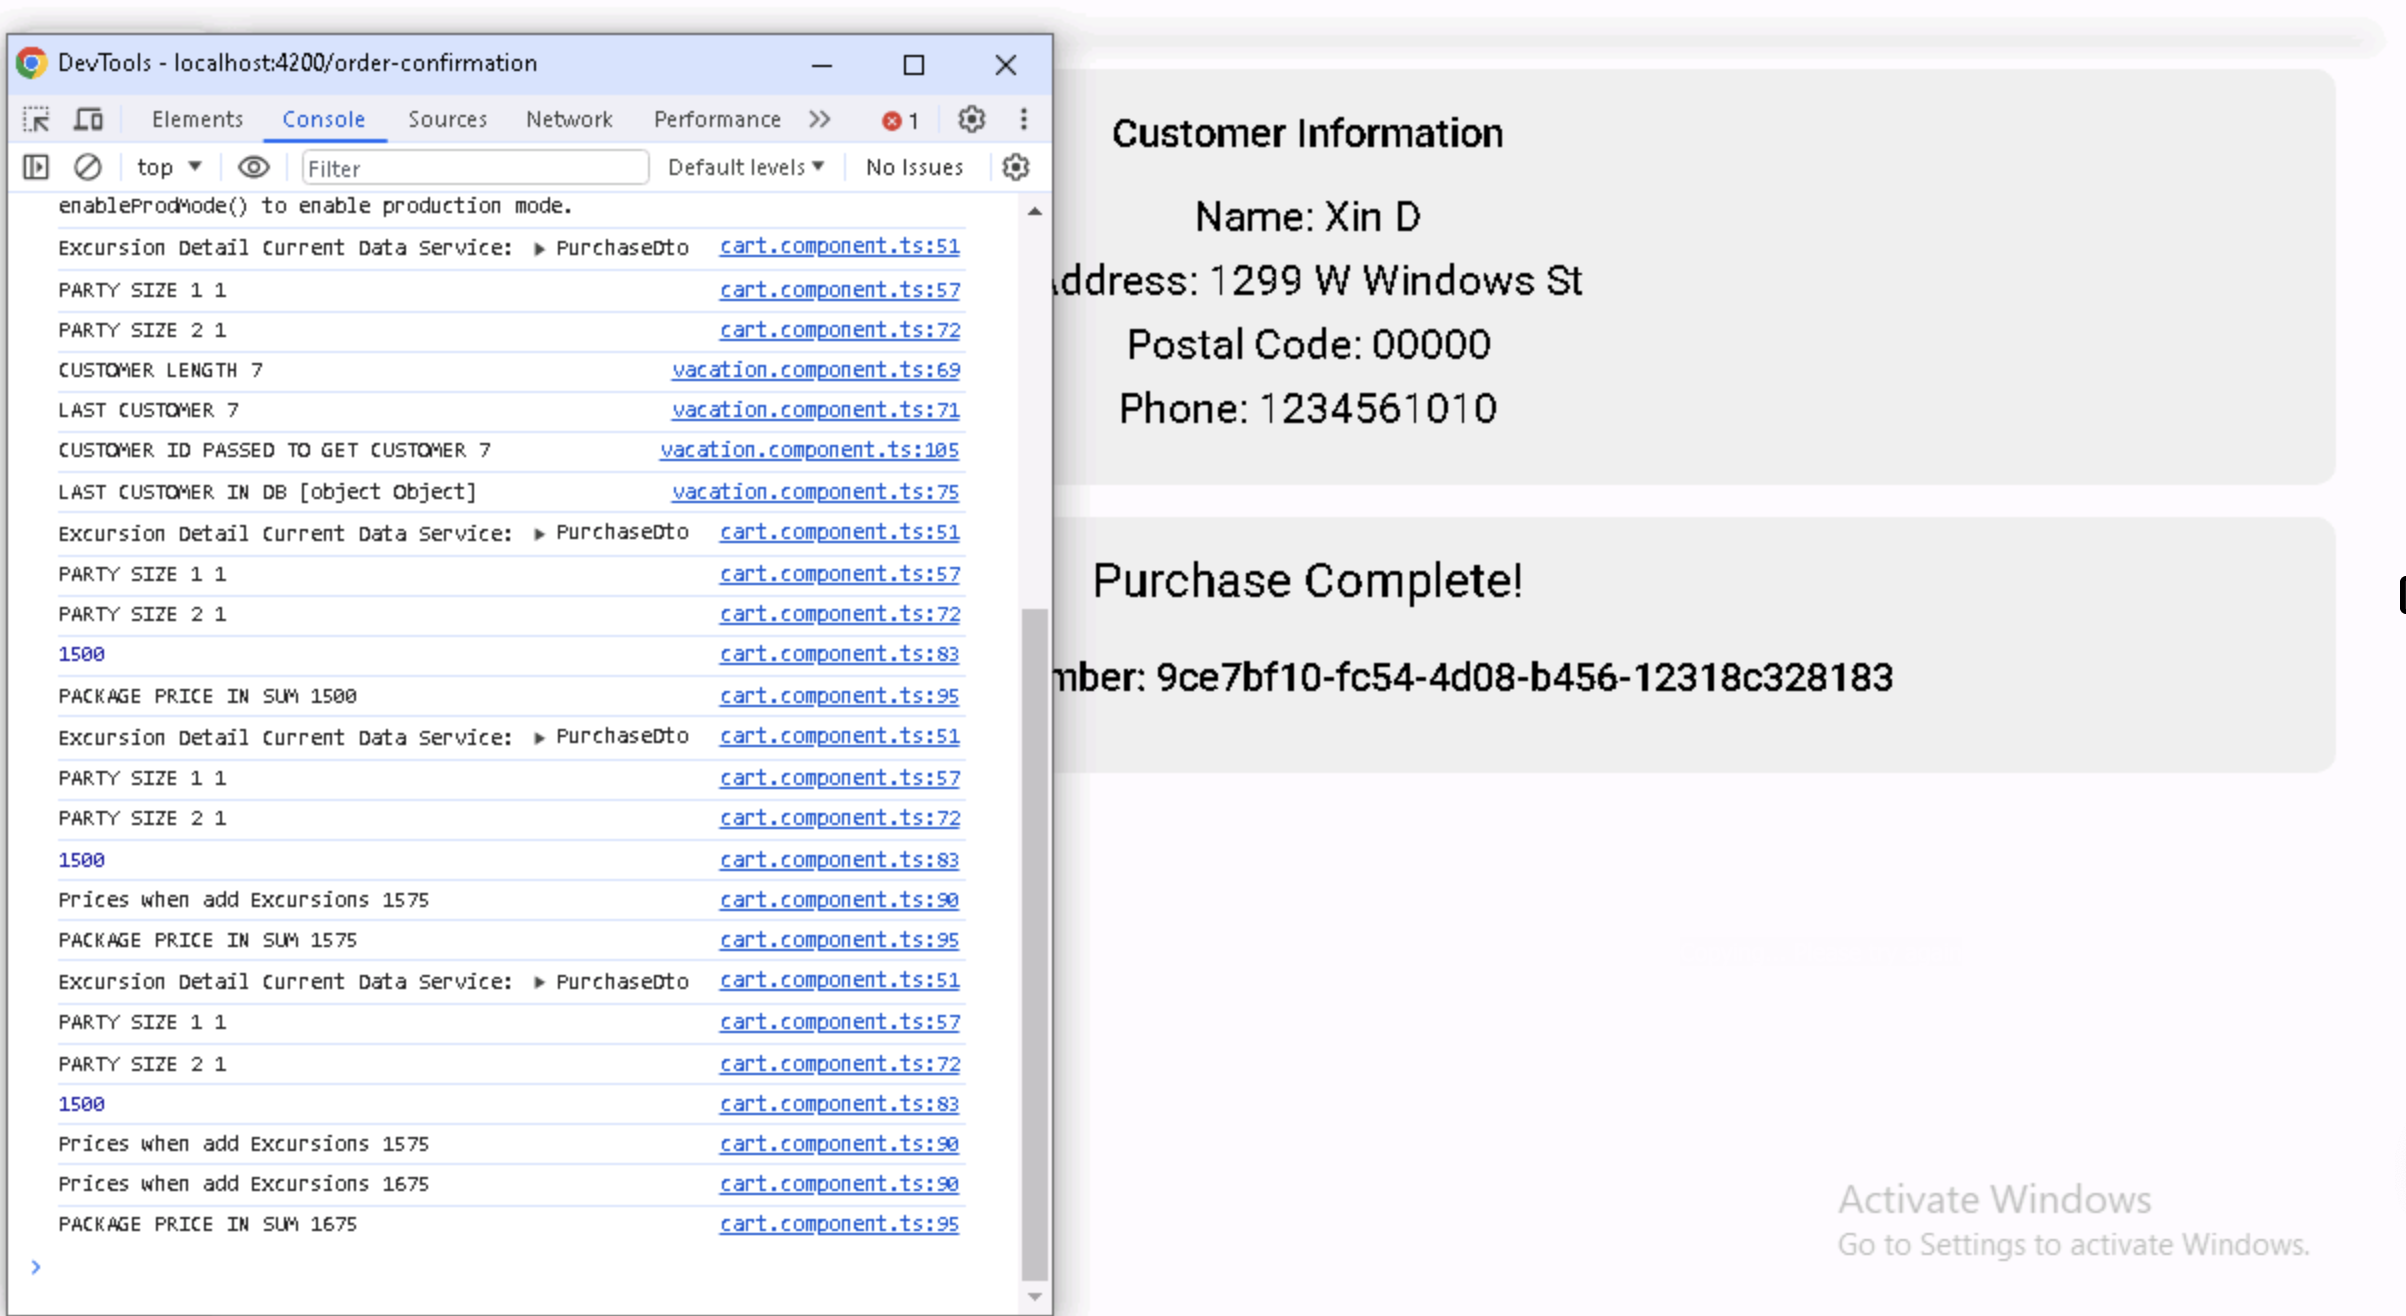 DevTools - localhost:4200/order-confirmation
Elements Console Sources Network Performance 1
top Filter Default levels No Issues
enableProdMode() to enable production mode.
Excursion Detail Current Data Service: PurchaseDto cart.component.ts:51
PARTY SIZE 1 1 cart.component.ts:57
PARTY SIZE 2 1 cart.component.ts:72
CUSTOMER LENGTH 7 vacation.component.ts:69
LAST CUSTOMER 7 vacation.component.ts:71
CUSTOMER ID PASSED TO GET CUSTOMER 7 vacation.component.ts:105
LAST CUSTOMER IN DB [object Object] vacation.component.ts:75
Excursion Detail Current Data Service: PurchaseDto cart.component.ts:51
PARTY SIZE 1 1 cart.component.ts:57
PARTY SIZE 2 1 cart.component.ts:72
1500 cart.component.ts:83
PACKAGE PRICE IN SUM 1500 cart.component.ts:95
Excursion Detail Current Data Service: PurchaseDto cart.component.ts:51
PARTY SIZE 1 1 cart.component.ts:57
PARTY SIZE 2 1 cart.component.ts:72
1500 cart.component.ts:83
Prices when add Excursions 1575 cart.component.ts:90
PACKAGE PRICE IN SUM 1575 cart.component.ts:95
Excursion Detail Current Data Service: PurchaseDto cart.component.ts:51
PARTY SIZE 1 1 cart.component.ts:57
PARTY SIZE 2 1 cart.component.ts:72
1500 cart.component.ts:83
Prices when add Excursions 1575 cart.component.ts:90
Prices when add Excursions 1675 cart.component.ts:90
PACKAGE PRICE IN SUM 1675 cart.component.ts:95
Customer Information
Name: Xin D
ddress: 1299 W Windows St
Postal Code: 00000
Phone: 1234561010
Purchase Complete!
mber: 9ce7bf10-fc54-4d08-b456-12318c328183
Activate Windows
Go to Settings to activate Windows.